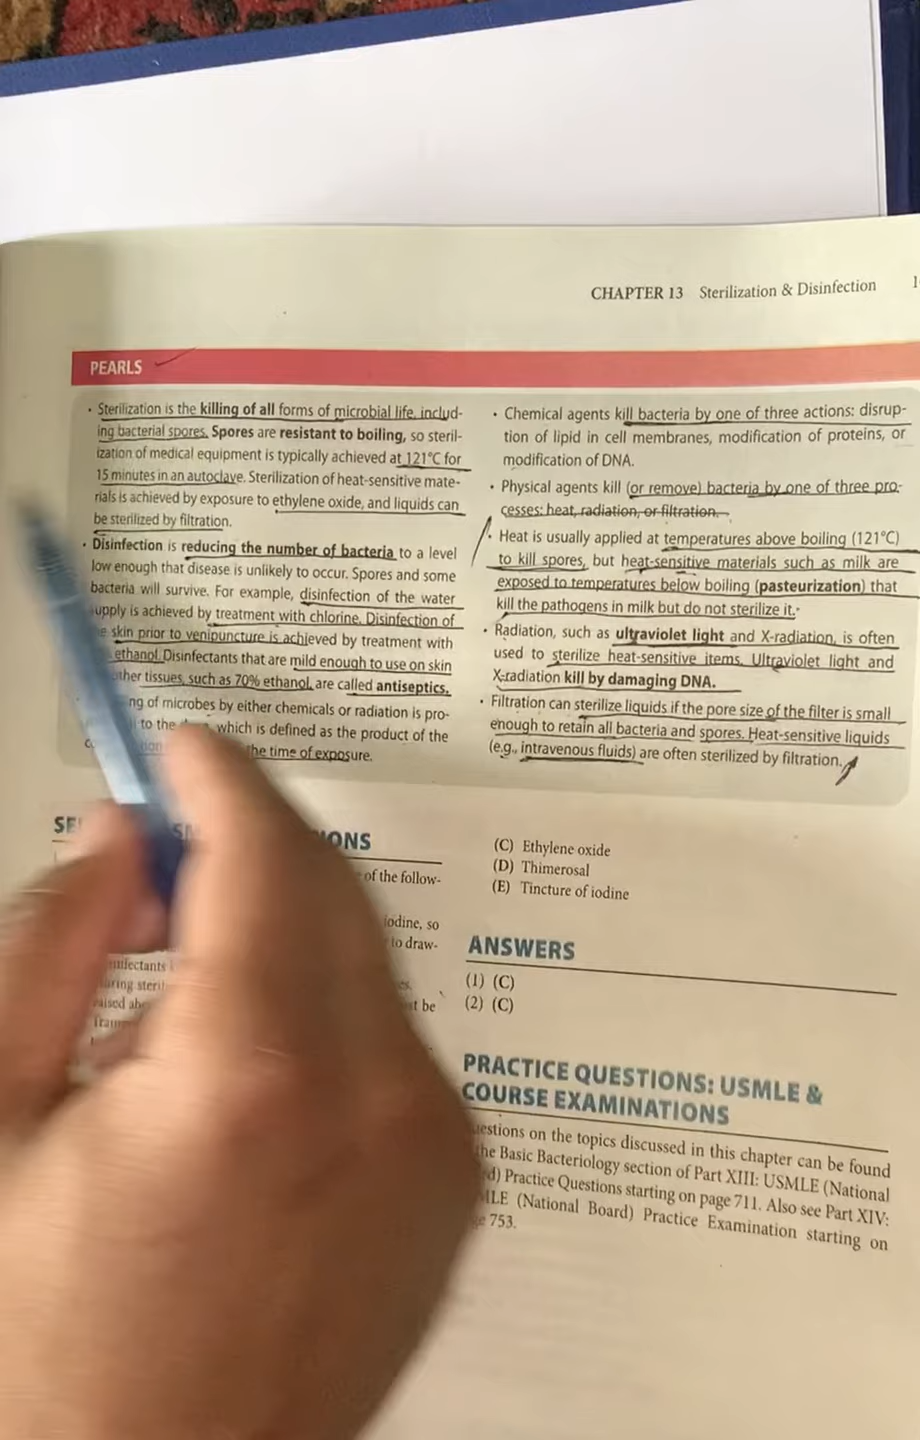 CHAPTER 13 Sterilization & Disinfection
PEARLS
• Sterilization is the killing of all forms of microbial life, includ-
ing bacterial spores. Spores are resistant to boiling, so steril-
ization of medical equipment is typically achieved at 121°C for
15 minutes in an autoclave. Sterilization of heat-sensitive mate-
rials is achieved by exposure to ethylene oxide, and liquids can
be sterilized by filtration.
• Disinfection is reducing the number of bacteria to a level
low enough that disease is unlikely to occur. Spores and some
bacteria will survive. For example, disinfection of the water
supply is achieved by treatment with chlorine. Disinfection of
skin prior to venipuncture is achieved by treatment with
ethanol. Disinfectants that are mild enough to use on skin
other tissues, such as 70% ethanol, are called antiseptics.
ng of microbes by either chemicals or radiation is pro-
to the which is defined as the product of the
the time of exposure.
• Chemical agents kill bacteria by one of three actions: disrup-
tion of lipid in cell membranes, modification of proteins, or
modification of DNA.
• Physical agents kill (or remove) bacteria by one of three pro-
cesses: heat, radiation, or filtration.
• Heat is usually applied at temperatures above boiling (121°C)
to kill spores, but heat-sensitive materials such as milk are
exposed to temperatures below boiling (pasteurization) that
kill the pathogens in milk but do not sterilize it.
• Radiation, such as ultraviolet light and X-radiation, is often
used to sterilize heat-sensitive items. Ultraviolet light and
X-radiation kill by damaging DNA.
• Filtration can sterilize liquids if the pore size of the filter is small
enough to retain all bacteria and spores. Heat-sensitive liquids
(e.g., intravenous fluids) are often sterilized by filtration.
SE ONS
of the follow-
iodine, so
to draw-
st be
(C) Ethylene oxide
(D) Thimerosal
(E) Tincture of iodine
ANSWERS
(1) (C)
(2) (C)
PRACTICE QUESTIONS: USMLE &
COURSE EXAMINATIONS
uestions on the topics discussed in this chapter can be found
the Basic Bacteriology section of Part XIII: USMLE (National
d) Practice Questions starting on page 711. Also see Part XIV:
MLE (National Board) Practice Examination starting on
ge 753.